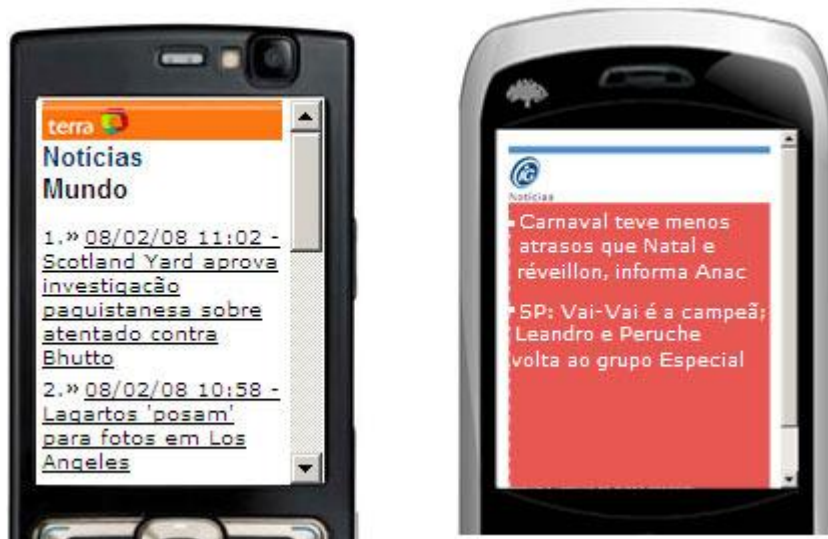 terra
Notícias
Mundo
1.» 08/02/08 11:02 -
Scotland Yard aprova
investigação
paquistanesa sobre
atentado contra
Bhutto
2.» 08/02/08 10:58 -
Lagartos 'posam'
para fotos em Los
Angeles
iG
Notícias
Carnaval teve menos
atrasos que Natal e
réveillon, informa Anac
SP: Vai-Vai é a campeã;
Leandro e Peruche
volta ao grupo Especial